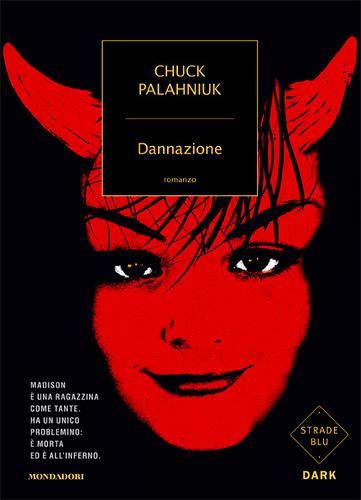 CHUCK
PALAHNIUK
Dannazione
romanzo
MADISON
È UNA RAGAZZINA
COME TANTE.
HA UN UNICO
PROBLEMINO:
È MORTA
ED È ALL'INFERNO.
MONDADORI
STRADE
BLU
DARK